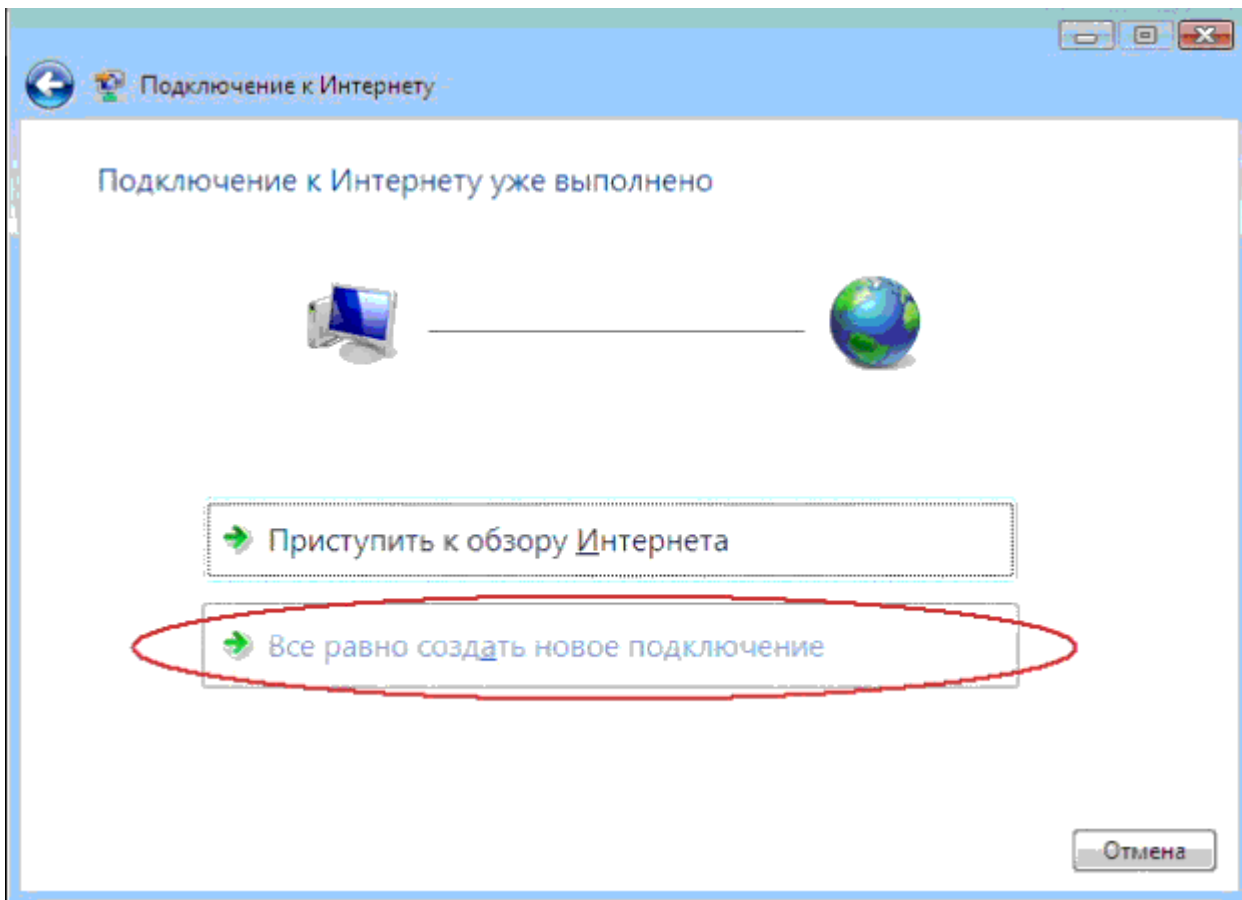 Подключение к Интернету
Подключение к Интернету уже выполнено
Приступить к обзору Интернета
Все равно создать новое подключение
Отмена